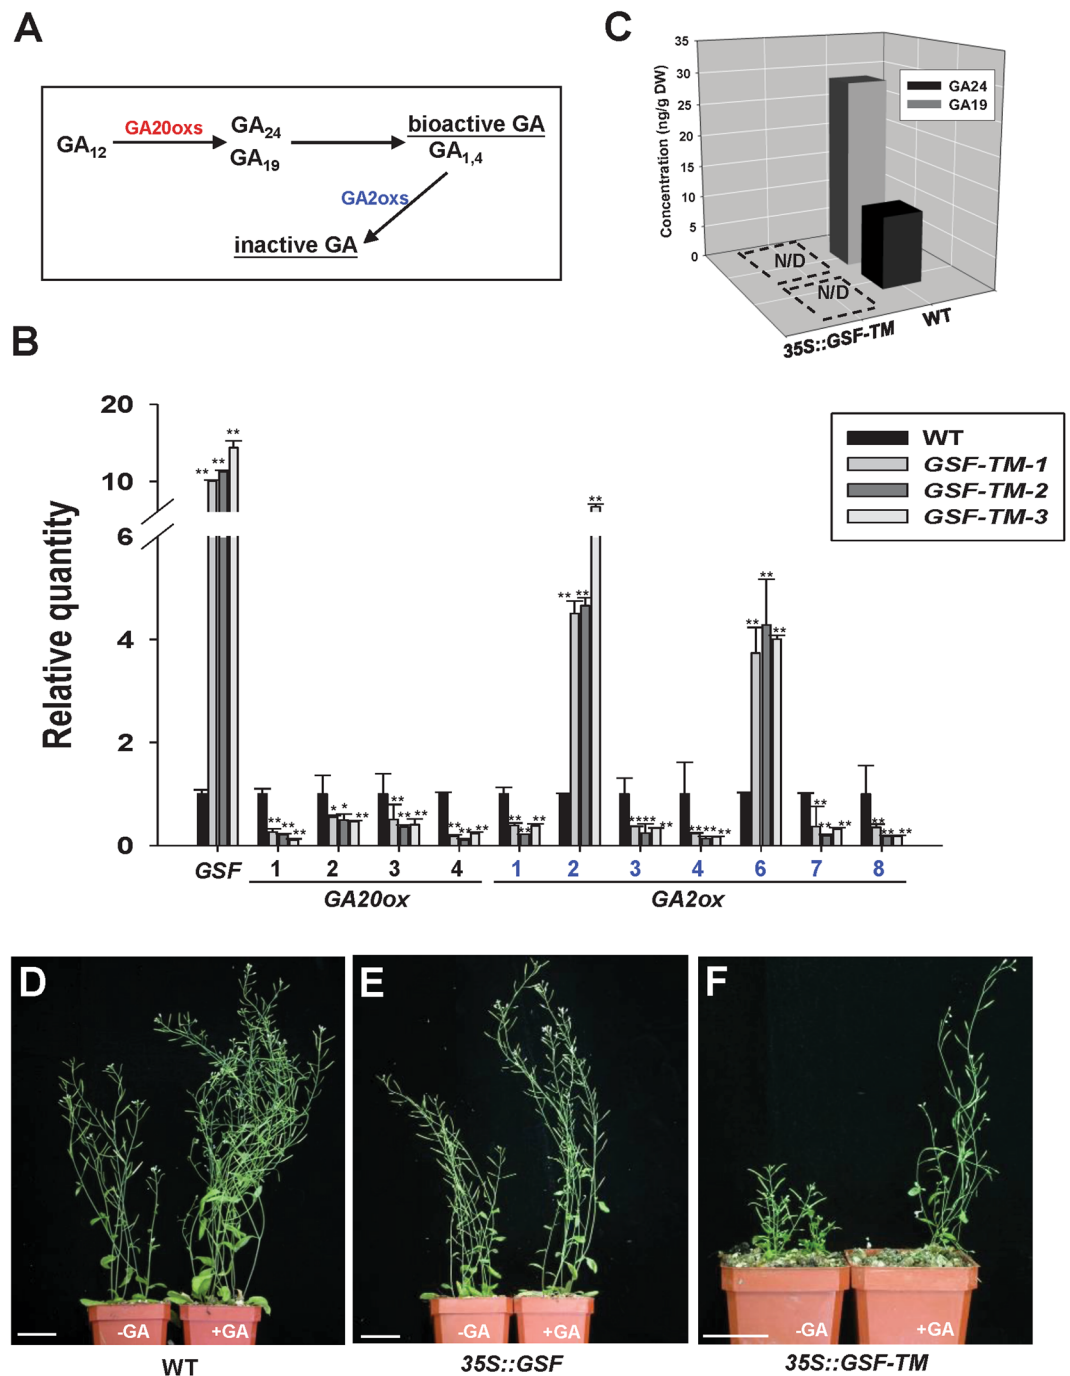 A
GA12
GA20oxs
GA24
GA19
bioactive GA
GA1,4
GA2oxs
inactive GA
C
Concentration (ng/g DW)
35
30
25
20
15
10
5
0
GA24
GA19
N/D
N/D
35S::GSF-TM
WT
B
Relative quantity
20
10
6
4
2
0
WT
GSF-TM-1
GSF-TM-2
GSF-TM-3
** ** **
** ** **
* * **
** ** **
** ** **
** ** **
** ** **
** ** **
** ** **
** ** **
** ** **
** ** **
GSF 1 2 3 4 1 2 3 4 6 7 8
GA20ox GA2ox
D
-GA +GA
WT
E
-GA +GA
35S::GSF
F
-GA +GA
35S::GSF-TM